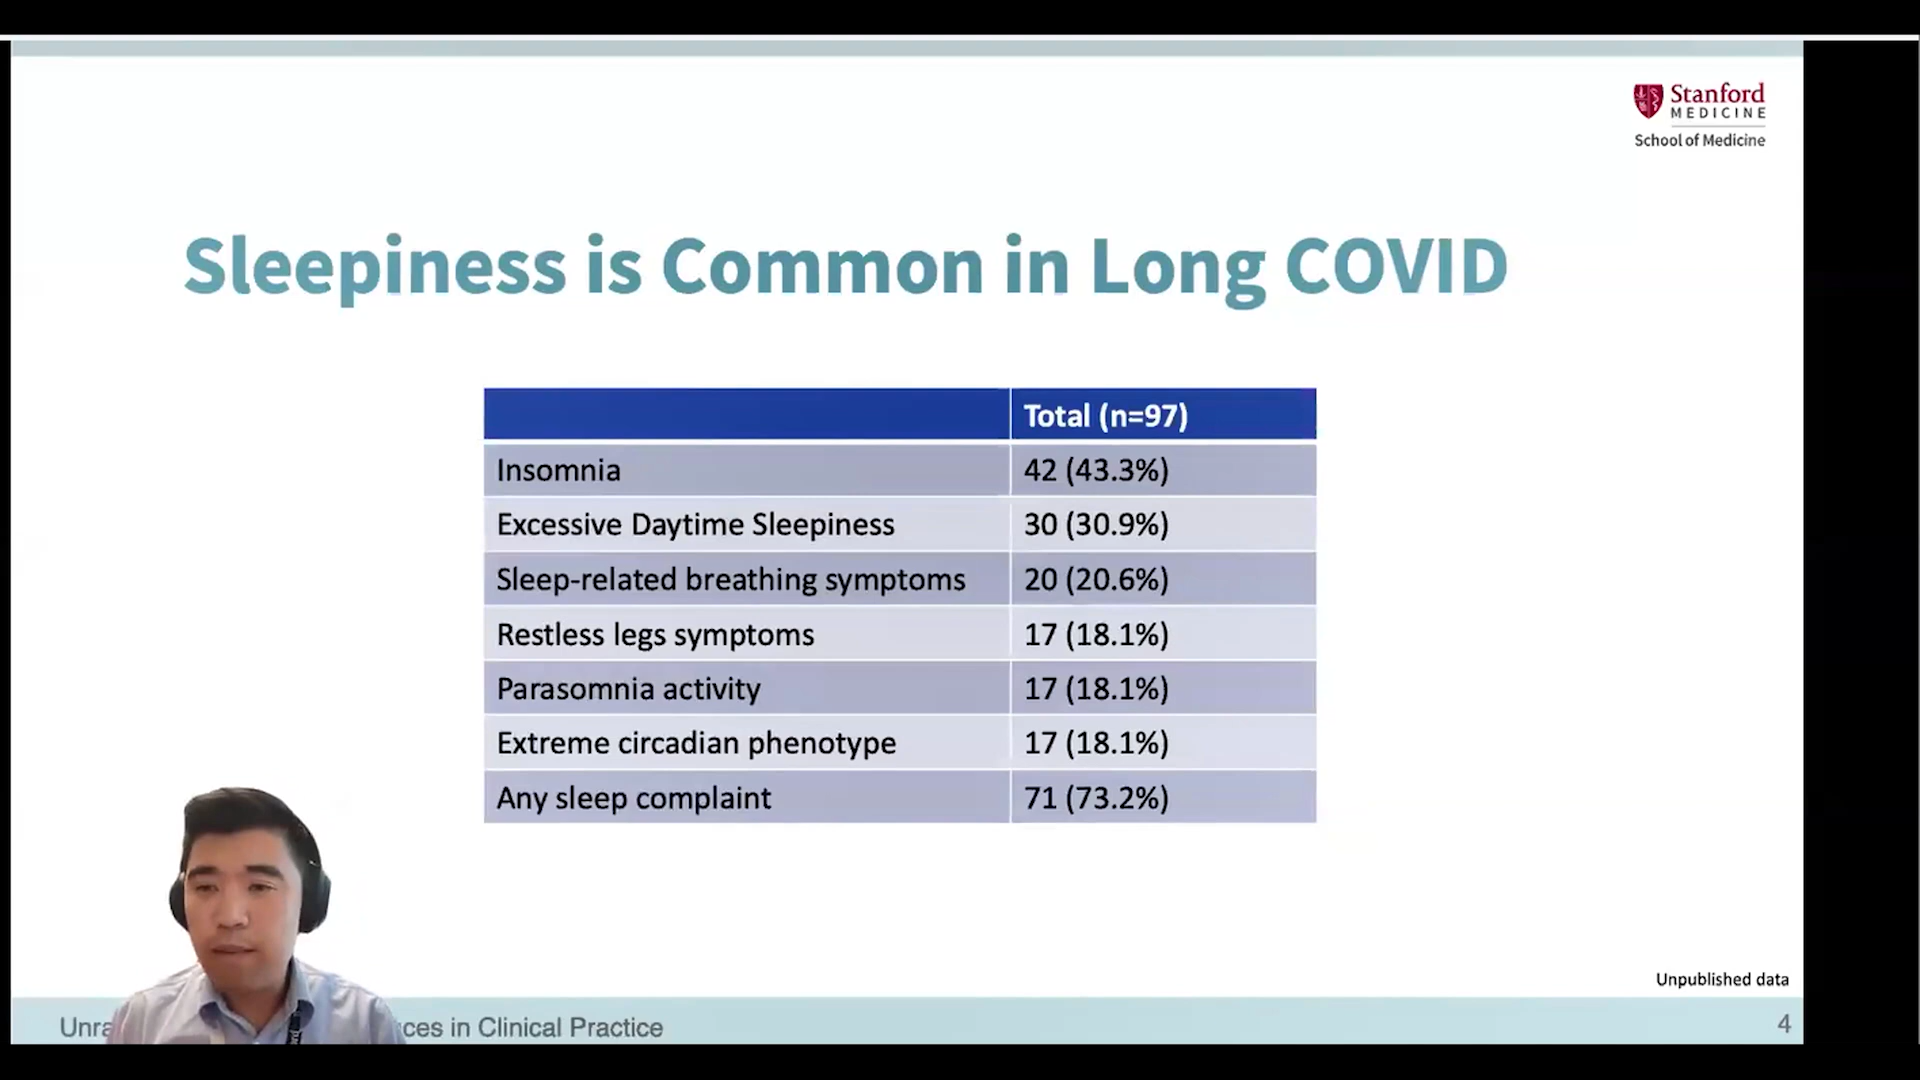 Stanford
MEDICINE
School of Medicine
Sleepiness is Common in Long COVID
Total (n=97)
Insomnia 42 (43.3%)
Excessive Daytime Sleepiness 30 (30.9%)
Sleep-related breathing symptoms 20 (20.6%)
Restless legs symptoms 17 (18.1%)
Parasomnia activity 17 (18.1%)
Extreme circadian phenotype 17 (18.1%)
Any sleep complaint 71 (73.2%)
Unpublished data
in Clinical Practice
4